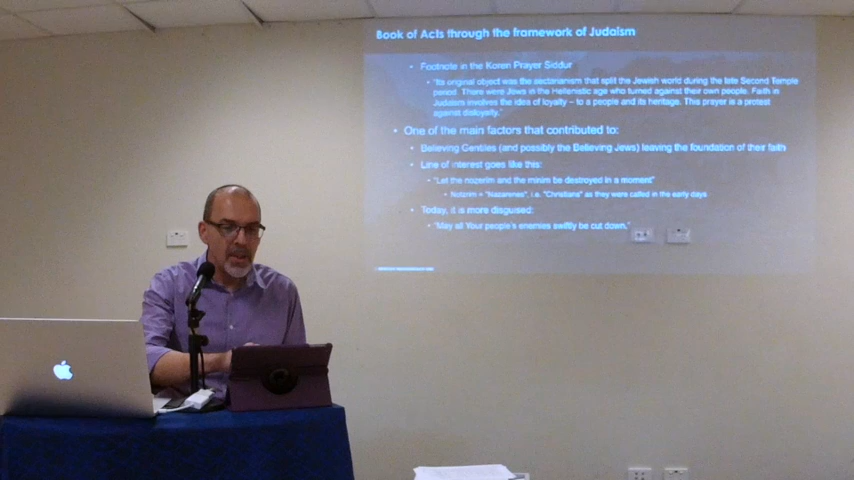 Book of Acts through the framework of Judaism
• Footnote in the Koren Prayer Siddur
• "Its original object was the sectarianism that split the Jewish world during the late Second Temple
period. There were Jews in the Hellenistic age who turned against their own people. Faith in
Judaism involves the idea of loyalty – to a people and its heritage. This prayer is a protest
against disloyalty."
• One of the main factors that contributed to:
• Believing Gentiles (and possibly the Believing Jews) leaving the foundation of their faith
• Line of interest goes like this:
• "Let the nozerim and the minim be destroyed in a moment"
• = "Nazarenes", i.e. "Christians" as they were called in the early days
• Today, it is more disguised:
• "May all Your people's enemies swiftly be cut down."